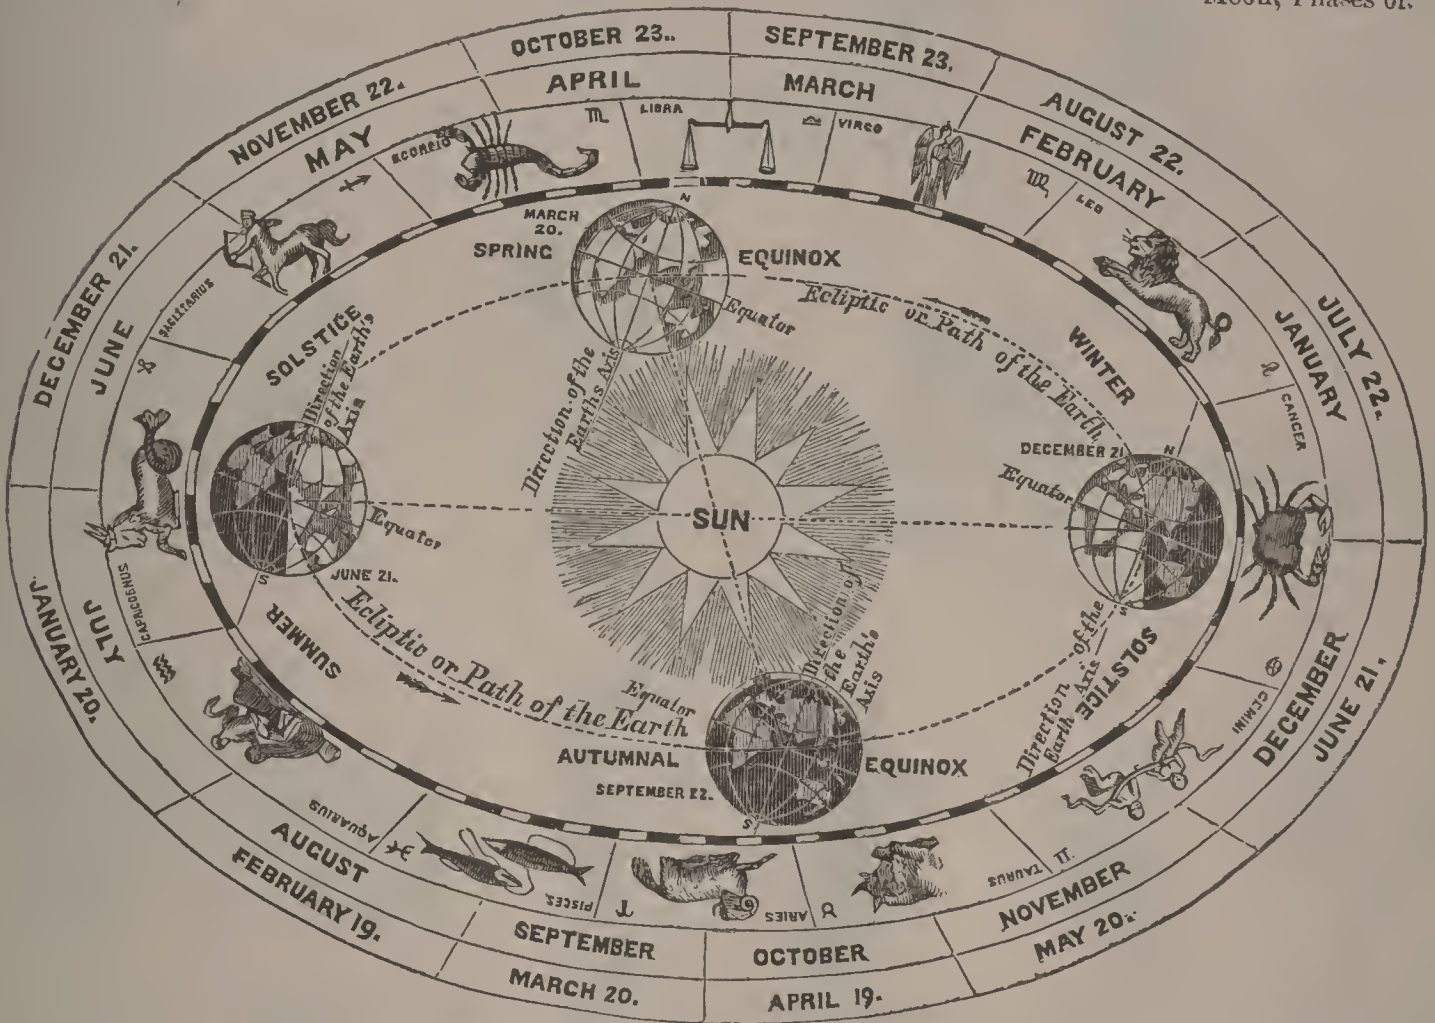 Moon, Phases of.
OCTOBER 23.
SEPTEMBER 23.
AUGUST 22.
JULY 22.
JUNE 21.
MAY 20.
APRIL 19.
MARCH 20.
FEBRUARY 19.
JANUARY 20.
DECEMBER 21.
NOVEMBER 22.
APRIL
MARCH
FEBRUARY
JANUARY
DECEMBER
NOVEMBER
OCTOBER
SEPTEMBER
AUGUST
JULY
JUNE
MAY
SCORPIO
♏
LIBRA
♎
VIRGO
♍
LEO
♌
CANCER
GEMINI
♊
TAURUS
♉
ARIES
PISCES
♓
AQUARIUS
♒
CAPRICORNUS
SAGITTARIUS
♐
MARCH
20.
SPRING
EQUINOX
N
Equator
Direction of the
Earth's Axis
Ecliptic or Path of the Earth
WINTER
SOLSTICE
DECEMBER 21
N
Equator
Direction of the
Earth Axis
SOLSTICE
SUMMER
Direction
of the Earth's
Axis
Equator
S
JUNE 21.
Ecliptic or Path of the Earth
SUN
Direction of
the
Earth's
Axis
Equator
AUTUMNAL
EQUINOX
SEPTEMBER 22.
S